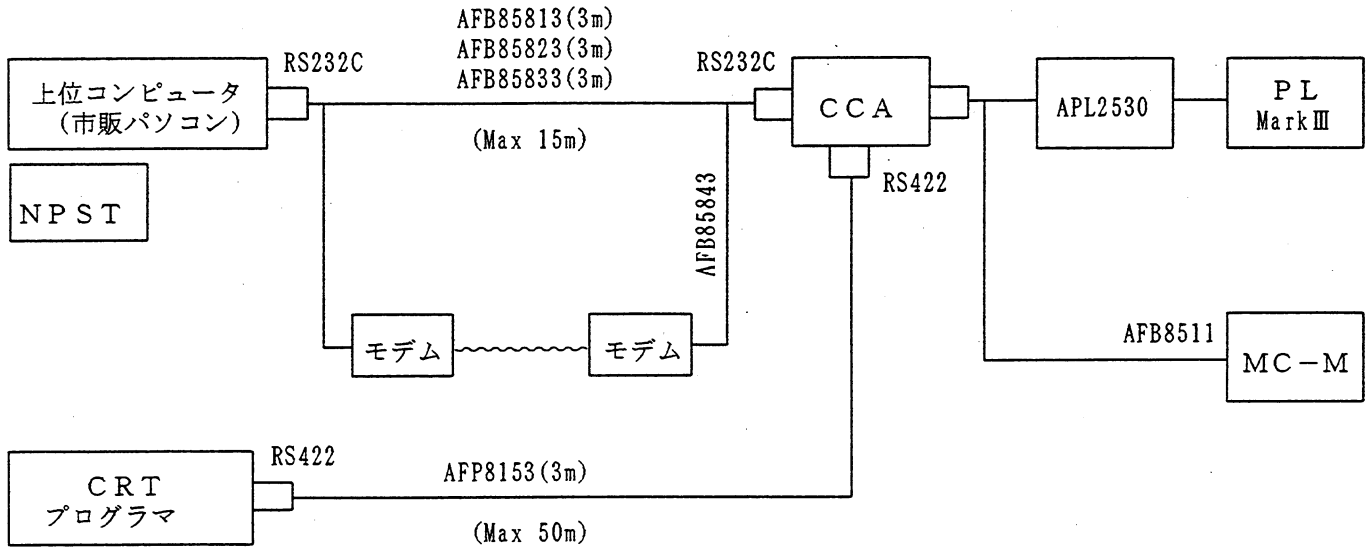 AFB85813(3m)
AFB85823(3m)
AFB85833(3m)
(Max 15m)
RS232C
上位コンピュータ
(市販パソコン)
NPST
RS232C
CCA
RS422
APL2530
PL
MarkⅢ
AFB85843
モデム
モデム
AFB8511
MC-M
CRT
プログラマ
RS422
AFP8153(3m)
(Max 50m)